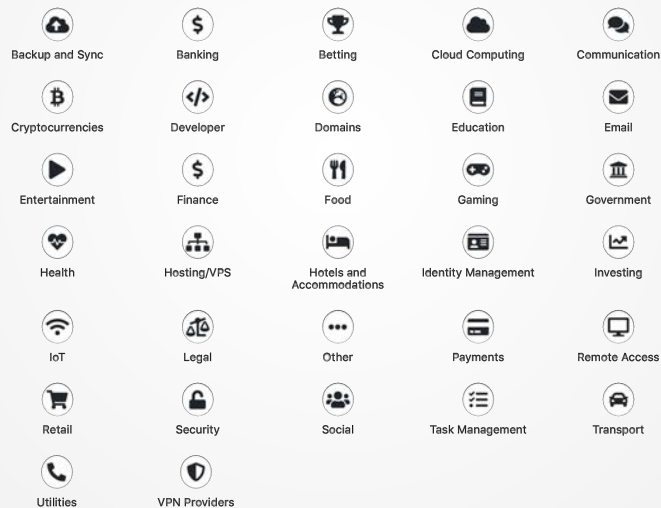 Backup and Sync
Banking
Betting
Cloud Computing
Communication
Cryptocurrencies
Developer
Domains
Education
Email
Entertainment
Finance
Food
Gaming
Government
Health
Hosting/VPS
Hotels and
Accommodations
Identity Management
Investing
IoT
Legal
Other
Payments
Remote Access
Retail
Security
Social
Task Management
Transport
Utilities
VPN Providers